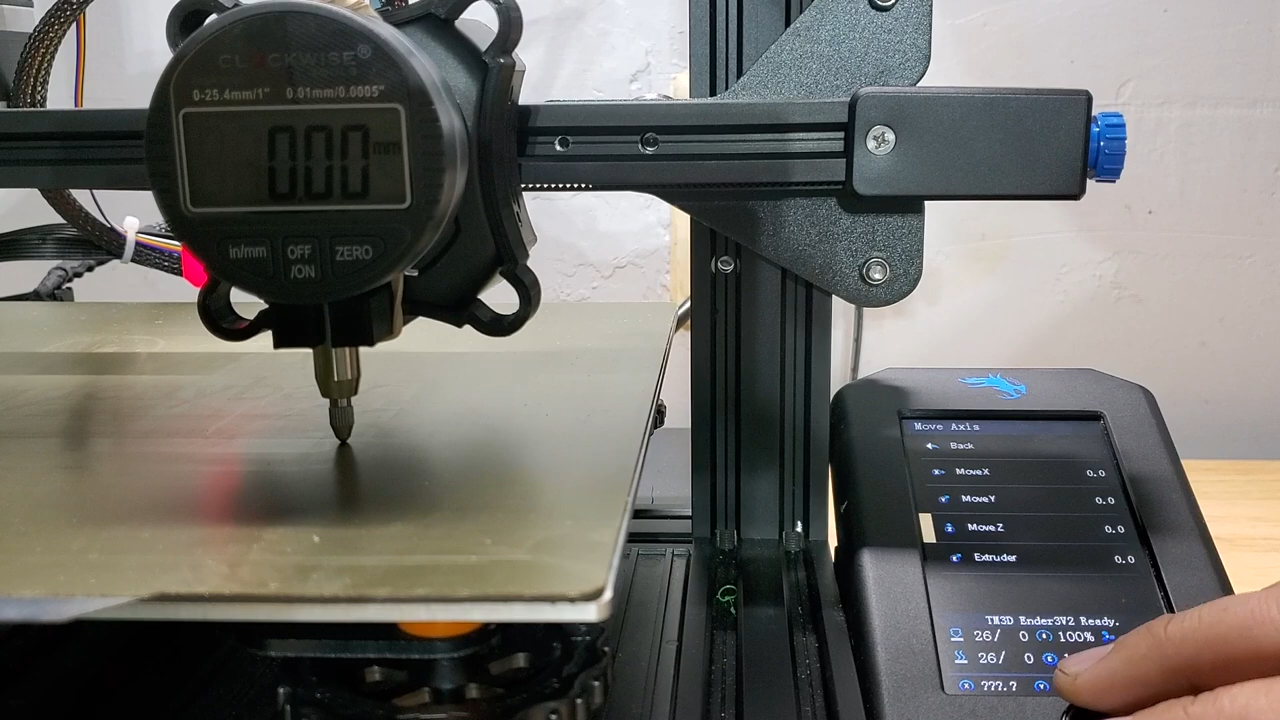 CLOCKWISE®
0-25.4mm/1" 0.01mm/0.0005"
0.00 mm
in/mm
OFF
/ON
ZERO
Move Axis
Back
MoveX 0.0
MoveY 0.0
MoveZ 0.0
Extruder 0.0
TM3D Ender3V2 Ready.
26/ 0 100%
26/ 0
X ???.? Y